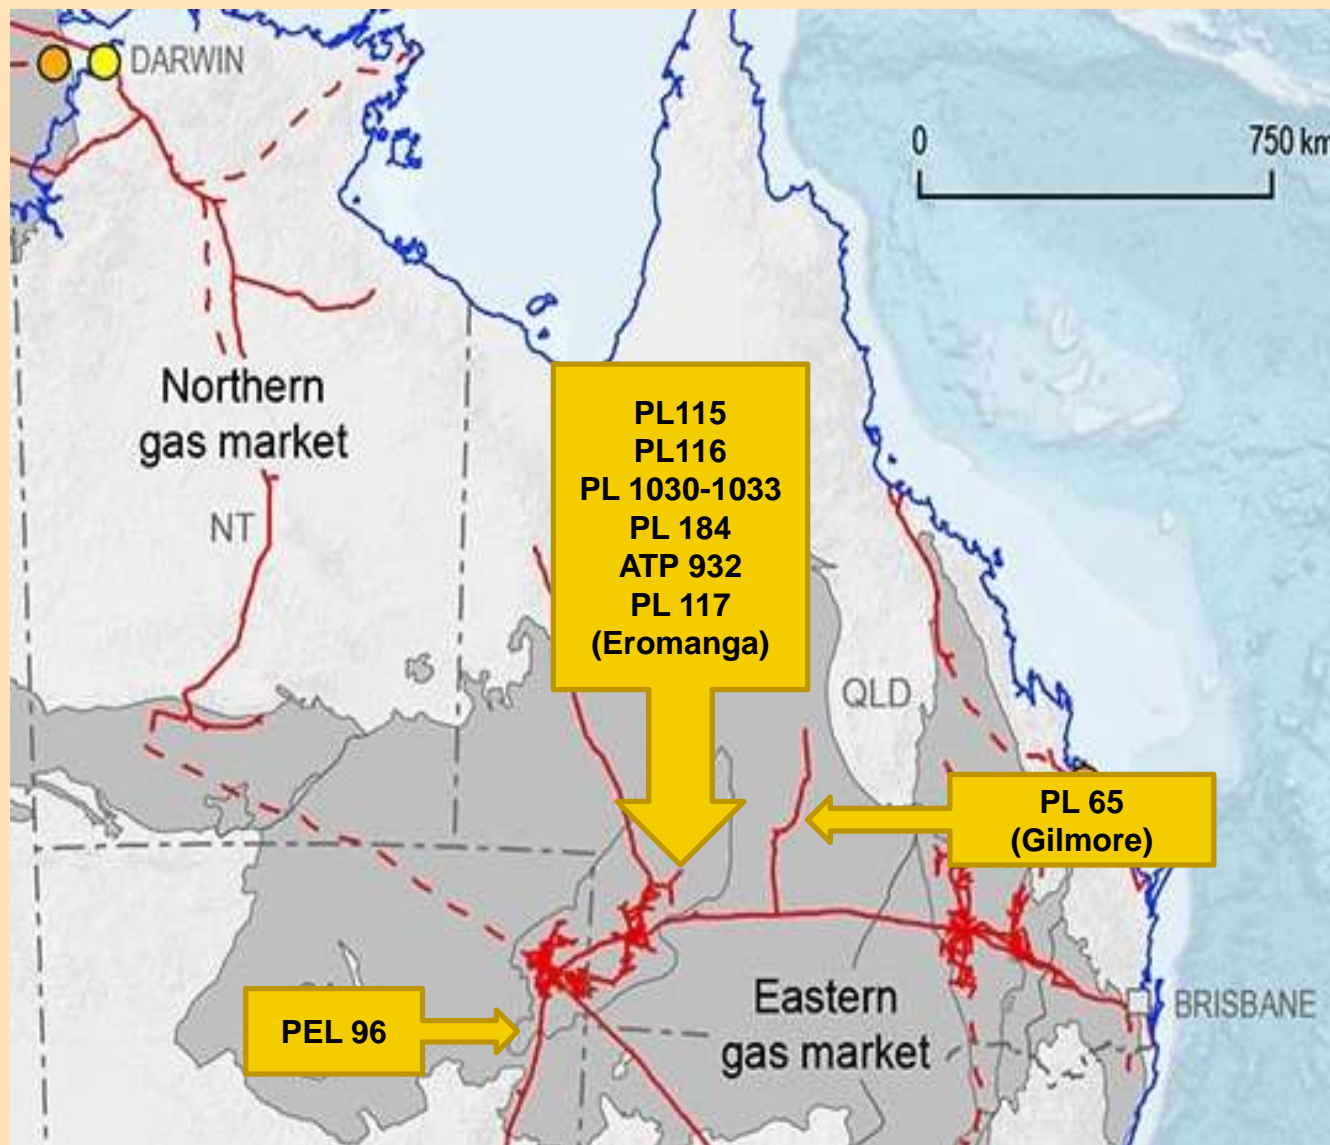 DARWIN
0 750 km
Northern
gas market
NT
PL115
PL116
PL 1030-1033
PL 184
ATP 932
PL 117
(Eromanga)
QLD
PL 65
(Gilmore)
PEL 96
Eastern
gas market
BRISBANE